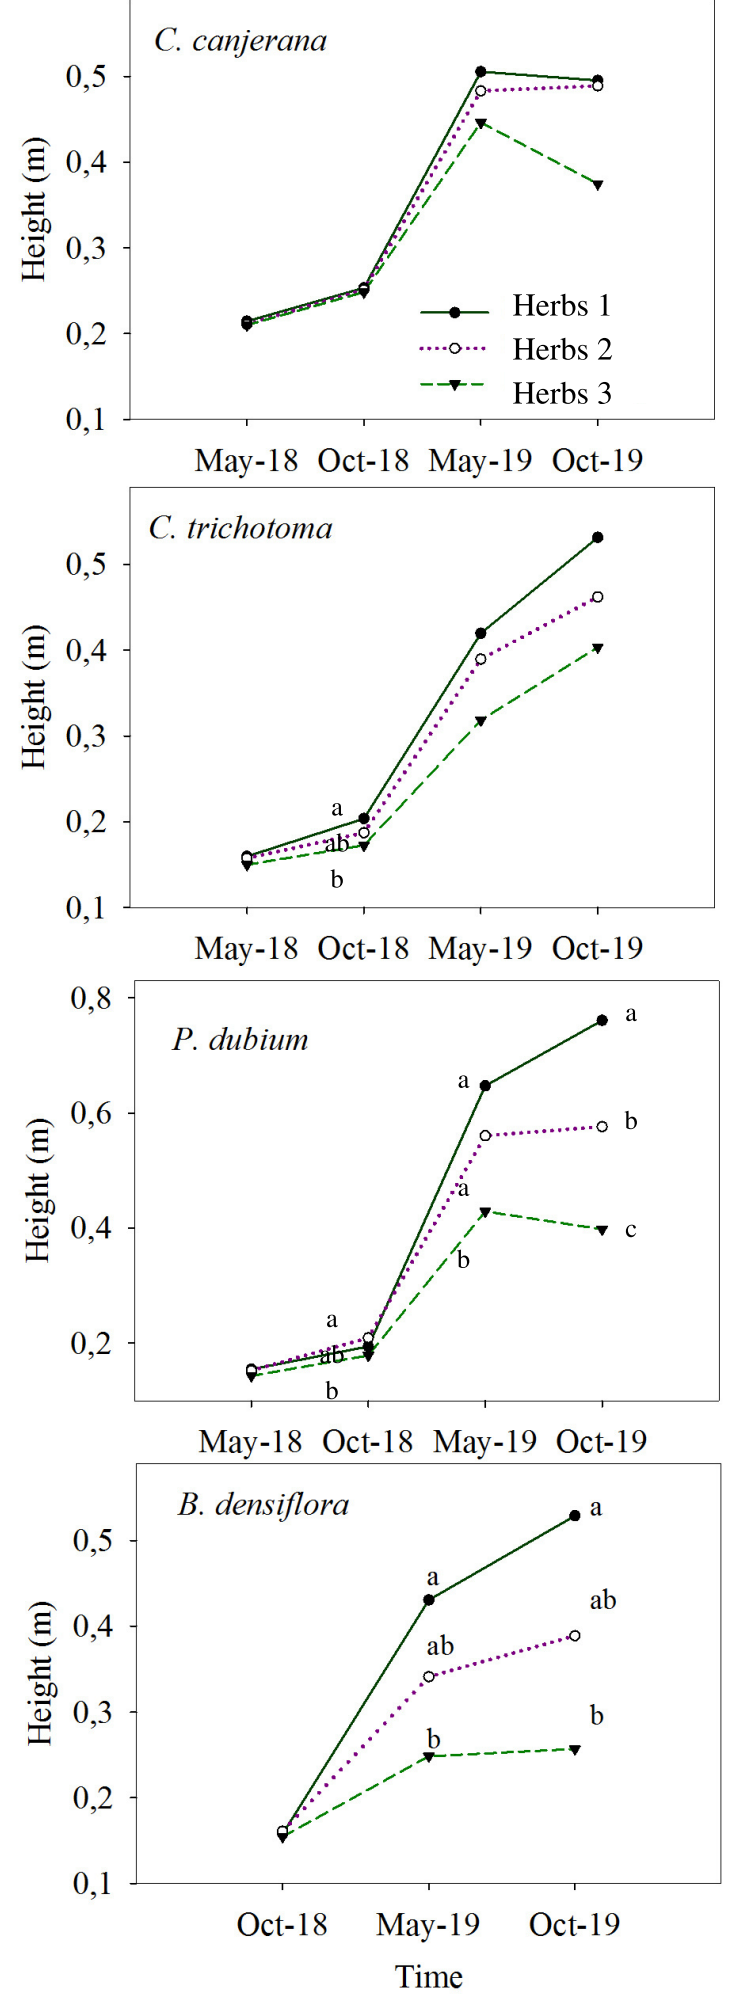 C. canjerana
0,5
0,4
0,3
0,2
0,1
Height (m)
Herbs 1
Herbs 2
Herbs 3
May-18 Oct-18 May-19 Oct-19
C. trichotoma
0,5
0,4
0,3
0,2
0,1
Height (m)
a
ab
b
May-18 Oct-18 May-19 Oct-19
P. dubium
0,8
0,6
0,4
0,2
Height (m)
a
ab
b
a
a
b
a
b
c
May-18 Oct-18 May-19 Oct-19
B. densiflora
0,5
0,4
0,3
0,2
0,1
Height (m)
a
ab
b
a
ab
b
Oct-18 May-19 Oct-19
Time